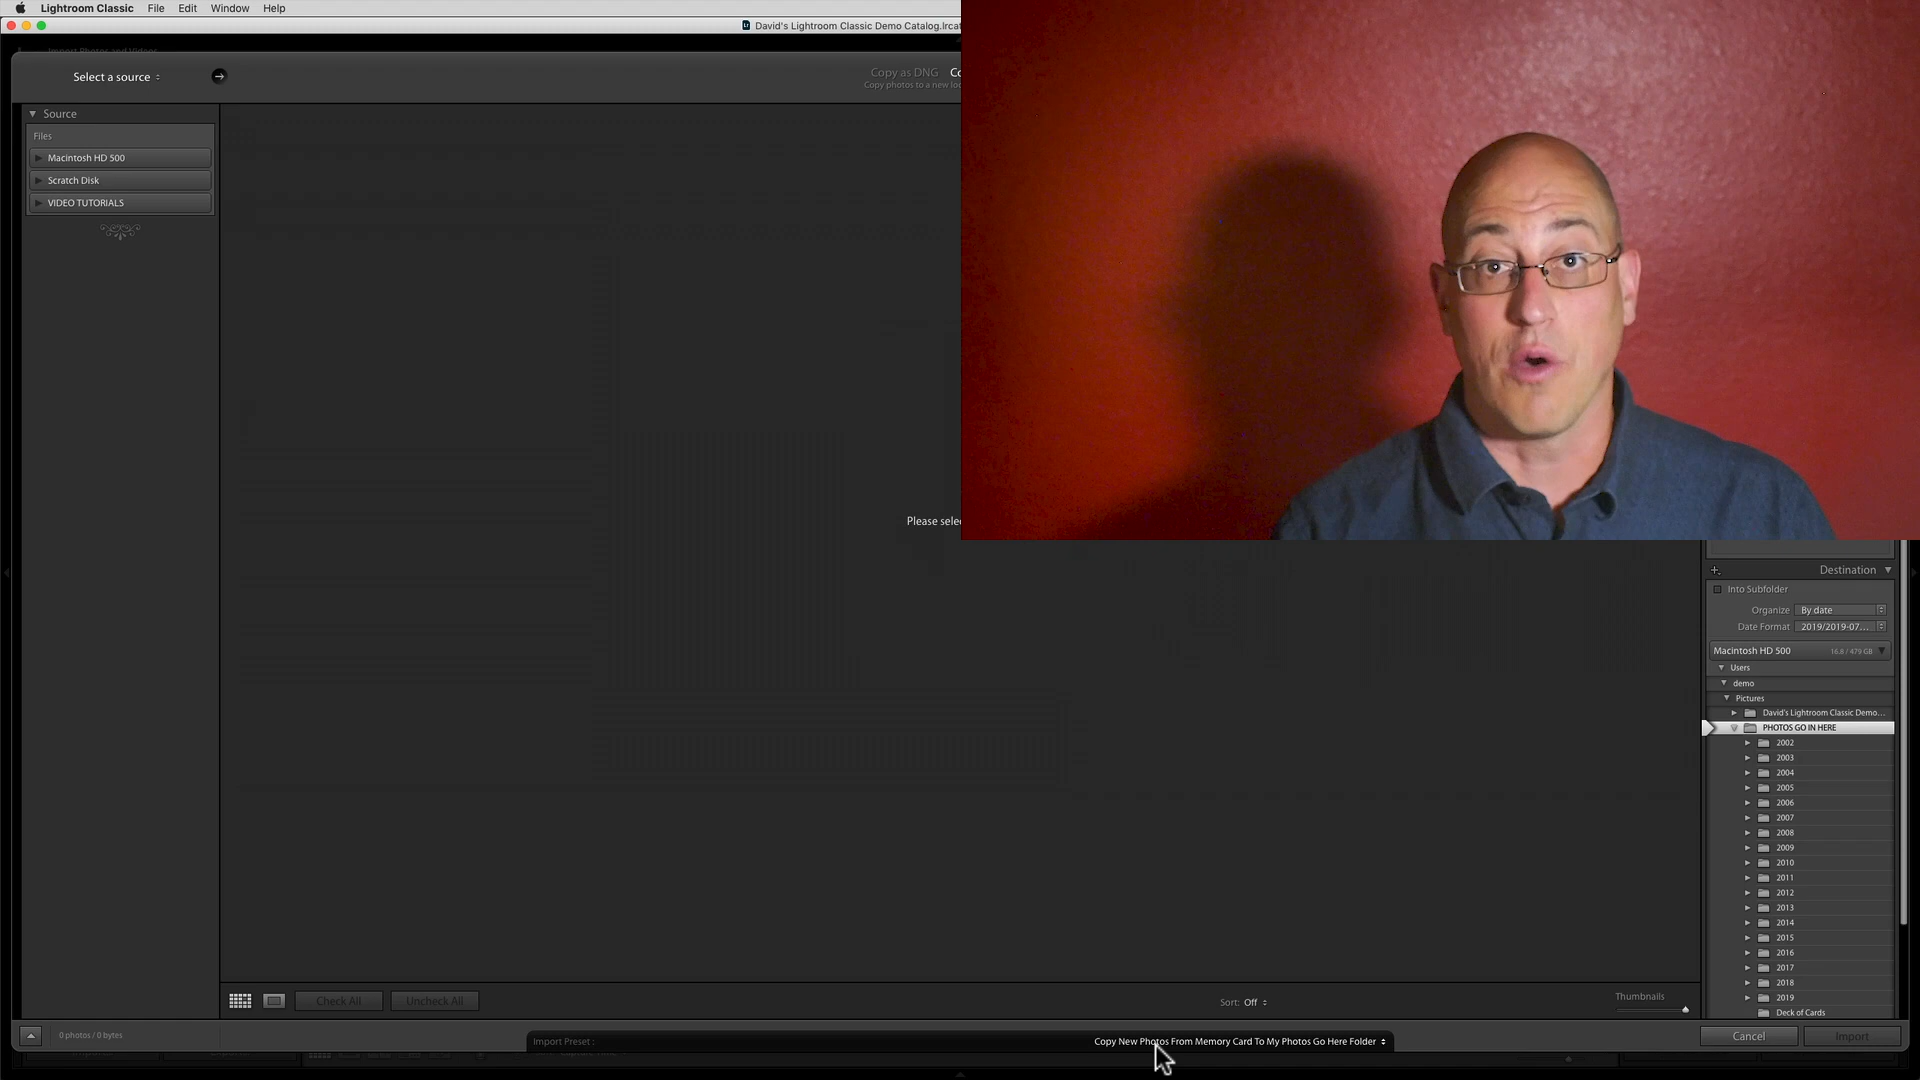 Lightroom Classic File Edit Window Help
David's Lightroom Classic Demo Catalog.lrcat
Import Photos and Videos
Select a source
Copy as DNG
Source
Files
Macintosh HD 500
Scratch Disk
VIDEO TUTORIALS
Please
Destination
Into Subfolder
Organize By date
Date Format 2019/2019-07...
Macintosh HD 500 16.8 / 479 GB
Users
demo
Pictures
David's Lightroom Classic Demo...
PHOTOS GO IN HERE
2002
2003
2004
2005
2006
2007
2008
2009
2010
2011
2012
2013
2014
2015
2016
2017
2018
2019
Deck of Cards
Check All Uncheck All
Sort: Off
Thumbnails
0 photos / 0 bytes
Import Preset :
Copy New Photos From Memory Card To My Photos Go Here Folder
Cancel Import